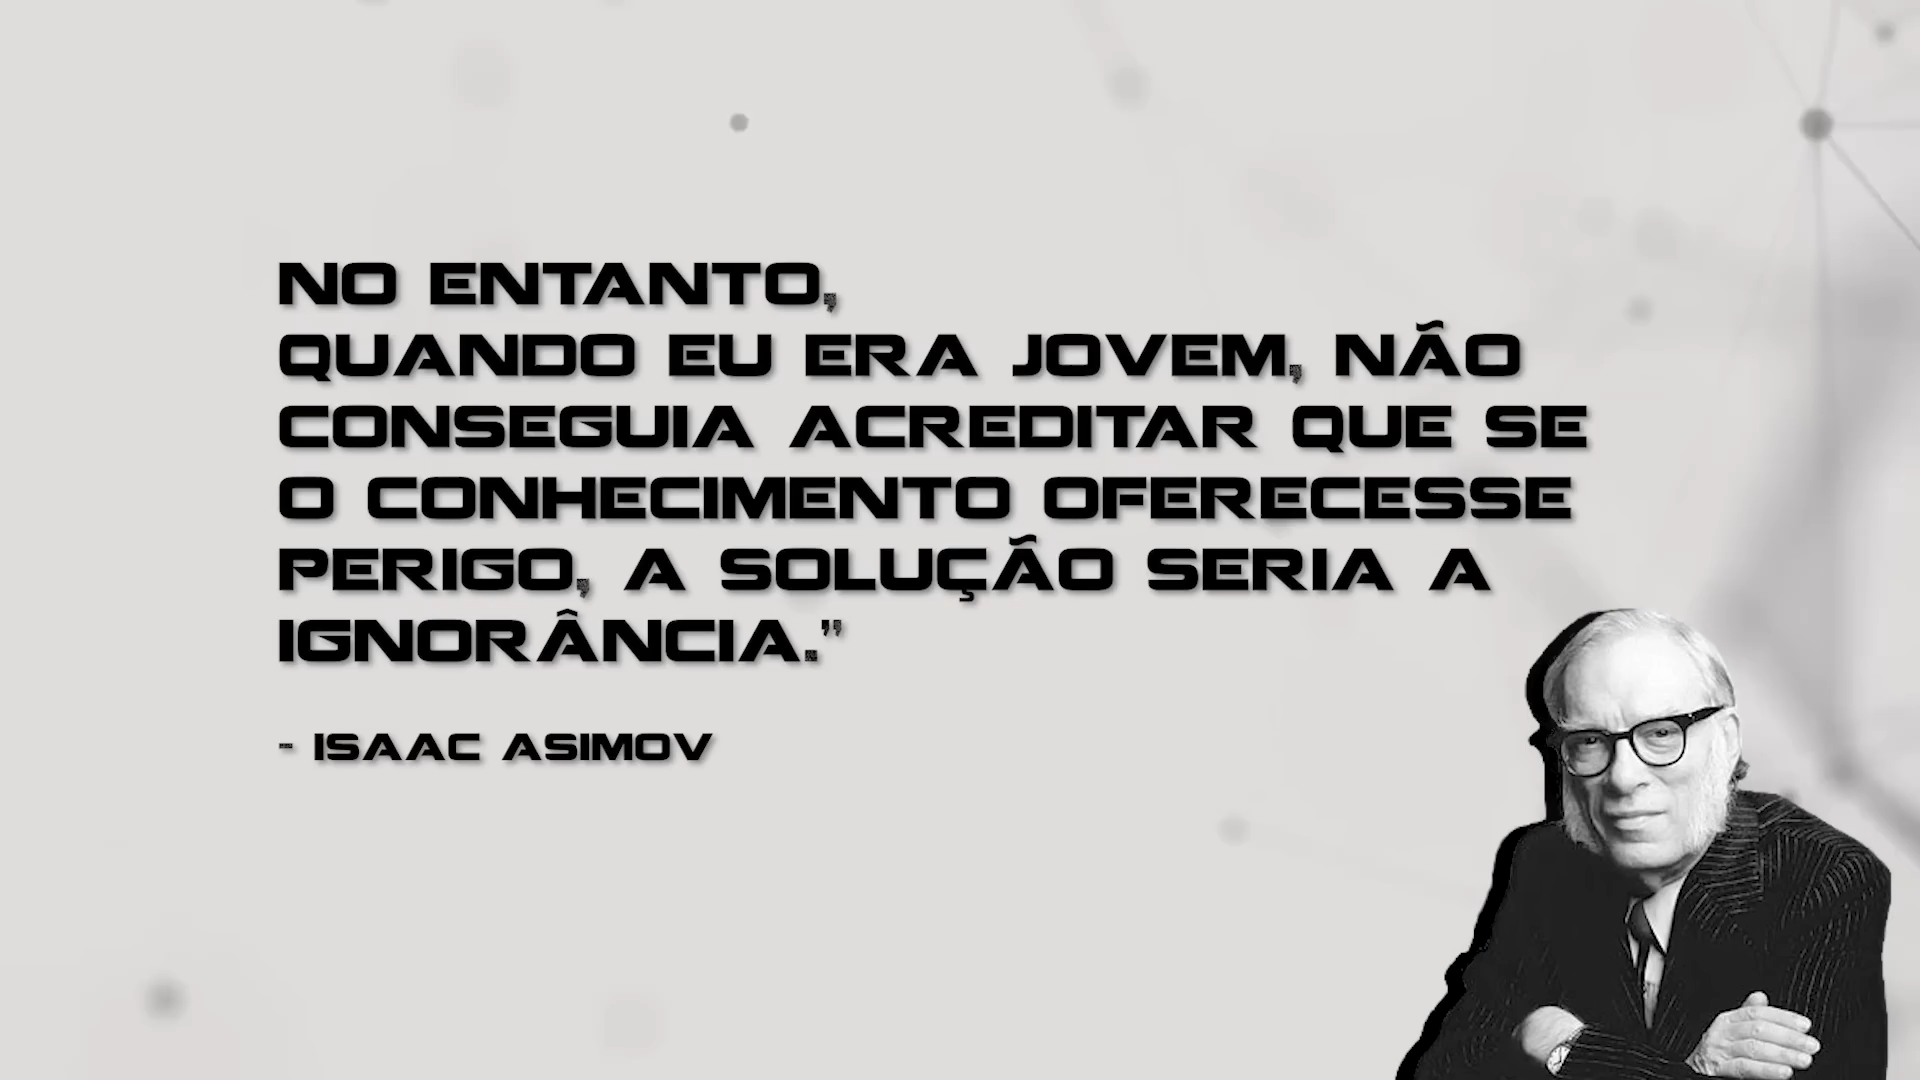 NO ENTANTO,
QUANDO EU ERA JOVEM, NÃO
CONSEGUIA ACREDITAR QUE SE
O CONHECIMENTO OFERECESSE
PERIGO, A SOLUÇÃO SERIA A
IGNORÂNCIA.”
- ISAAC ASIMOV